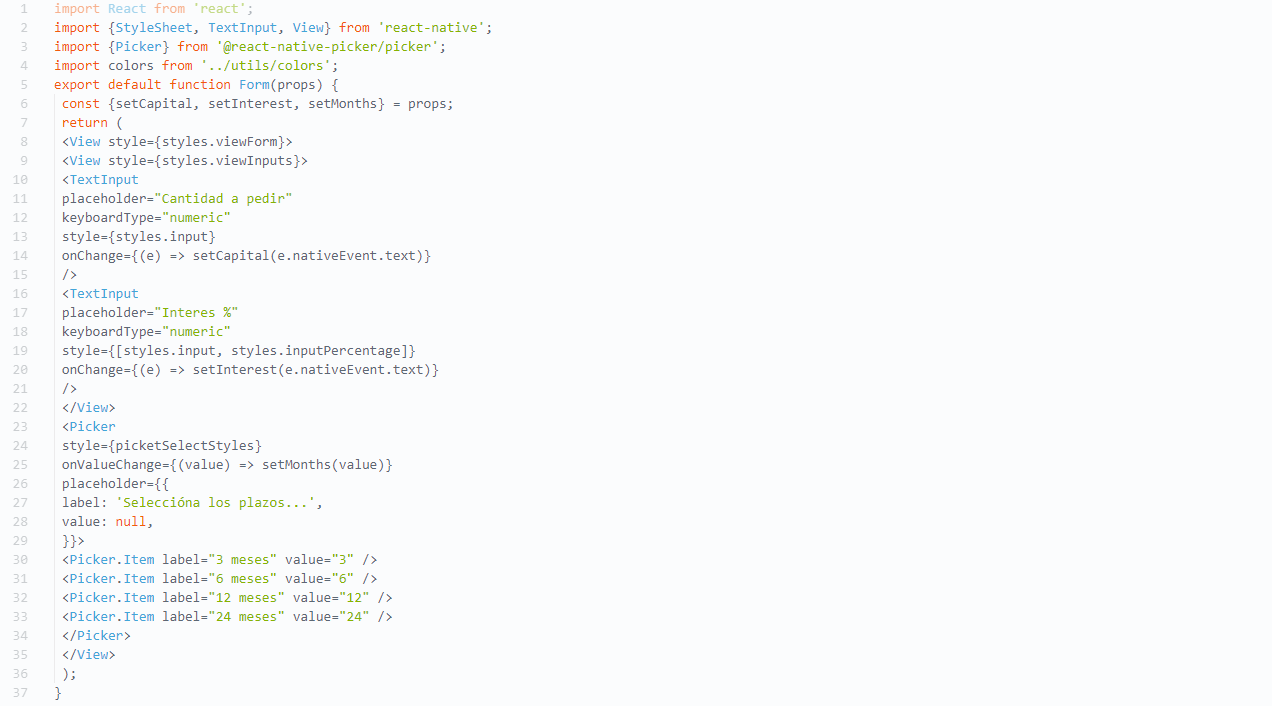 1 import React from 'react';
2 import {StyleSheet, TextInput, View} from 'react-native';
3 import {Picker} from '@react-native-picker/picker';
4 import colors from '../utils/colors';
5 export default function Form(props) {
6 const {setCapital, setInterest, setMonths} = props;
7 return (
8 <View style={styles.viewForm}>
9 <View style={styles.viewInputs}>
10 <TextInput
11 placeholder="Cantidad a pedir"
12 keyboardType="numeric"
13 style={styles.input}
14 onChange={(e) => setCapital(e.nativeEvent.text)}
15 />
16 <TextInput
17 placeholder="Interes %"
18 keyboardType="numeric"
19 style={[styles.input, styles.inputPercentage]}
20 onChange={(e) => setInterest(e.nativeEvent.text)}
21 />
22 </View>
23 <Picker
24 style={picketSelectStyles}
25 onValueChange={(value) => setMonths(value)}
26 placeholder={{
27 label: 'Seleccióna los plazos...',
28 value: null,
29 }}>
30 <Picker.Item label="3 meses" value="3" />
31 <Picker.Item label="6 meses" value="6" />
32 <Picker.Item label="12 meses" value="12" />
33 <Picker.Item label="24 meses" value="24" />
34 </Picker>
35 </View>
36 );
37 }